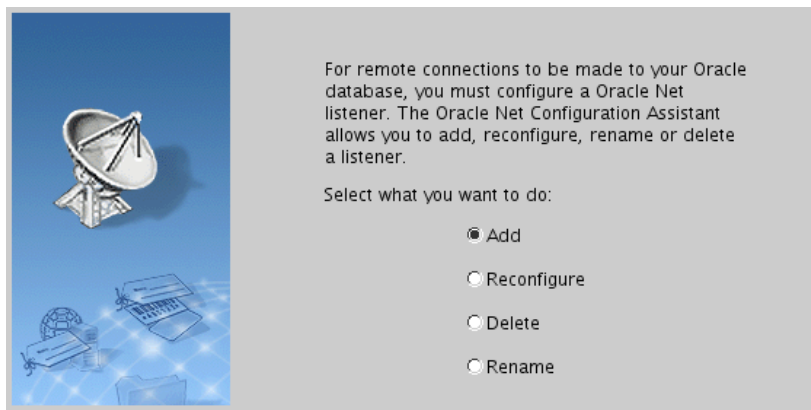 For remote connections to be made to your Oracle
database, you must configure a Oracle Net
listener. The Oracle Net Configuration Assistant
allows you to add, reconfigure, rename or delete
a listener.
Select what you want to do:
Add
Reconfigure
Delete
Rename